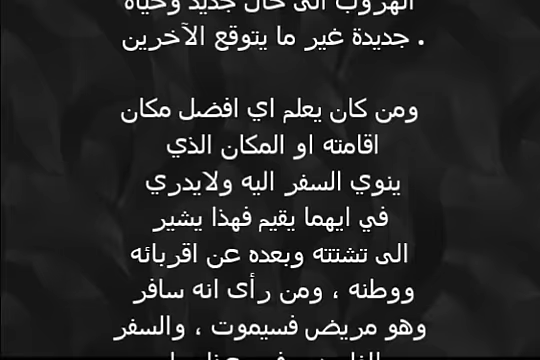 الهروب الى حال جديد وحياة
جديدة غير ما يتوقع الآخرين .
ومن كان يعلم اي افضل مكان
اقامته او المكان الذي
ينوي السفر اليه ولايدري
في ايهما يقيم فهذا يشير
الى تشتته وبعده عن اقربائه
ووطنه ، ومن رأى انه سافر
وهو مريض فسيموت ، والسفر